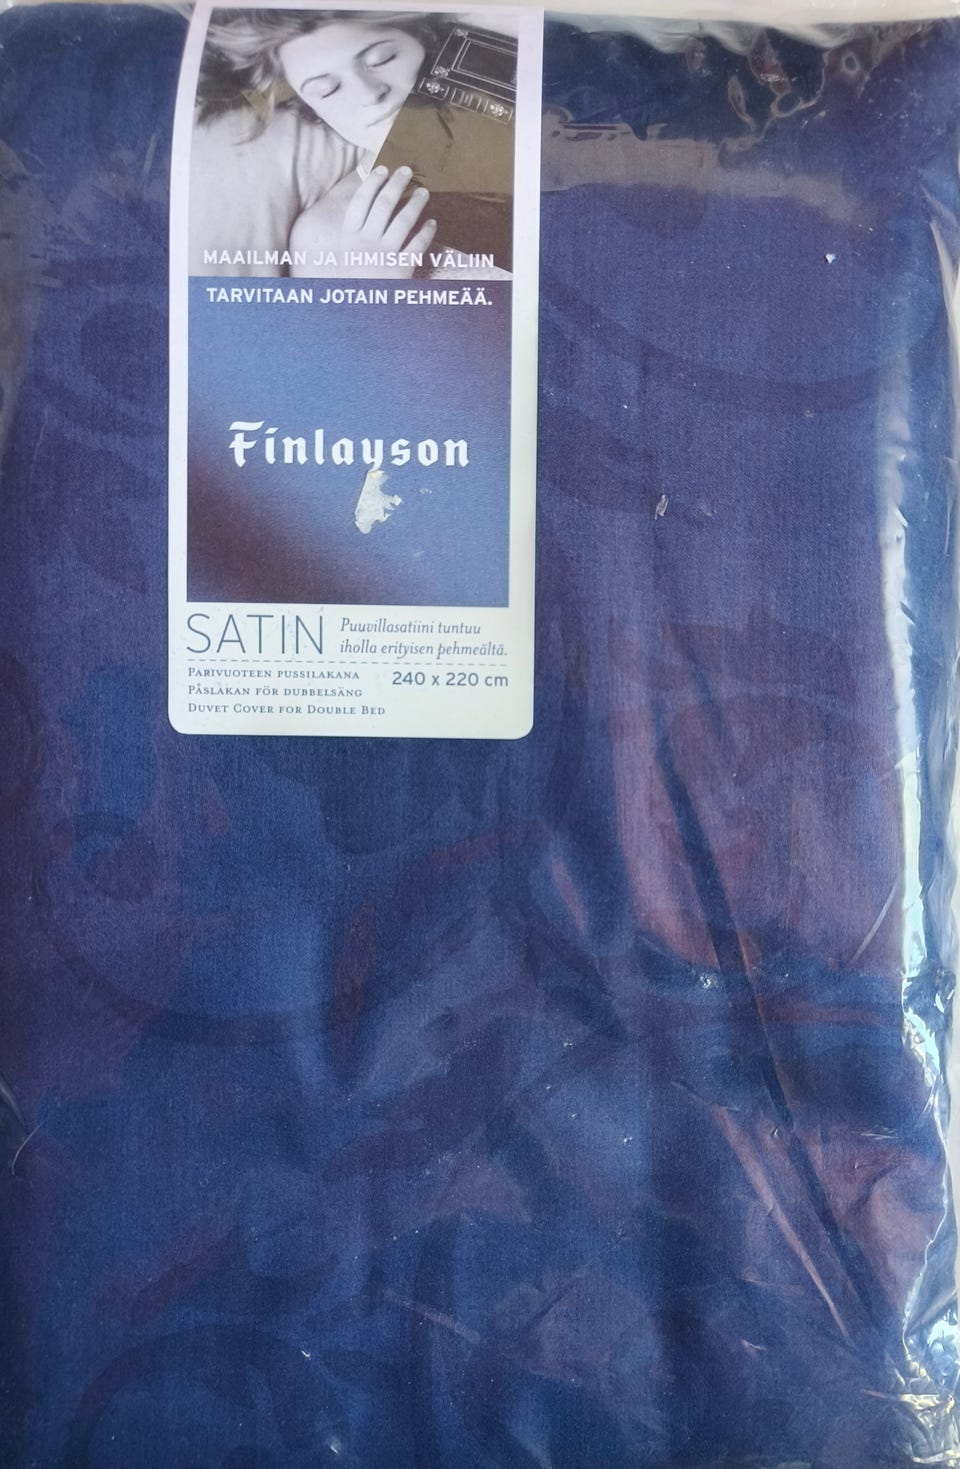 MAAILMAN JA IHMISEN VÄLIIN
TARVITAAN JOTAIN PEHMEÄÄ.
Finlayson
SATIN
Puuvillasatiini tuntuu
iholla erityisen pehmeältä.
PARIVUOTEEN PUSSILAKANA
PÅSLAKAN FÖR DUBBELSÄNG
DUVET COVER FOR DOUBLE BED
240 x 220 cm